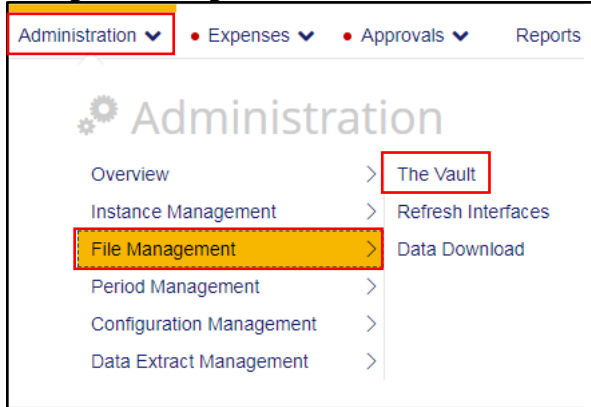 Administration • Expenses • Approvals Reports
Administration
Overview The Vault
Instance Management Refresh Interfaces
File Management Data Download
Period Management
Configuration Management
Data Extract Management